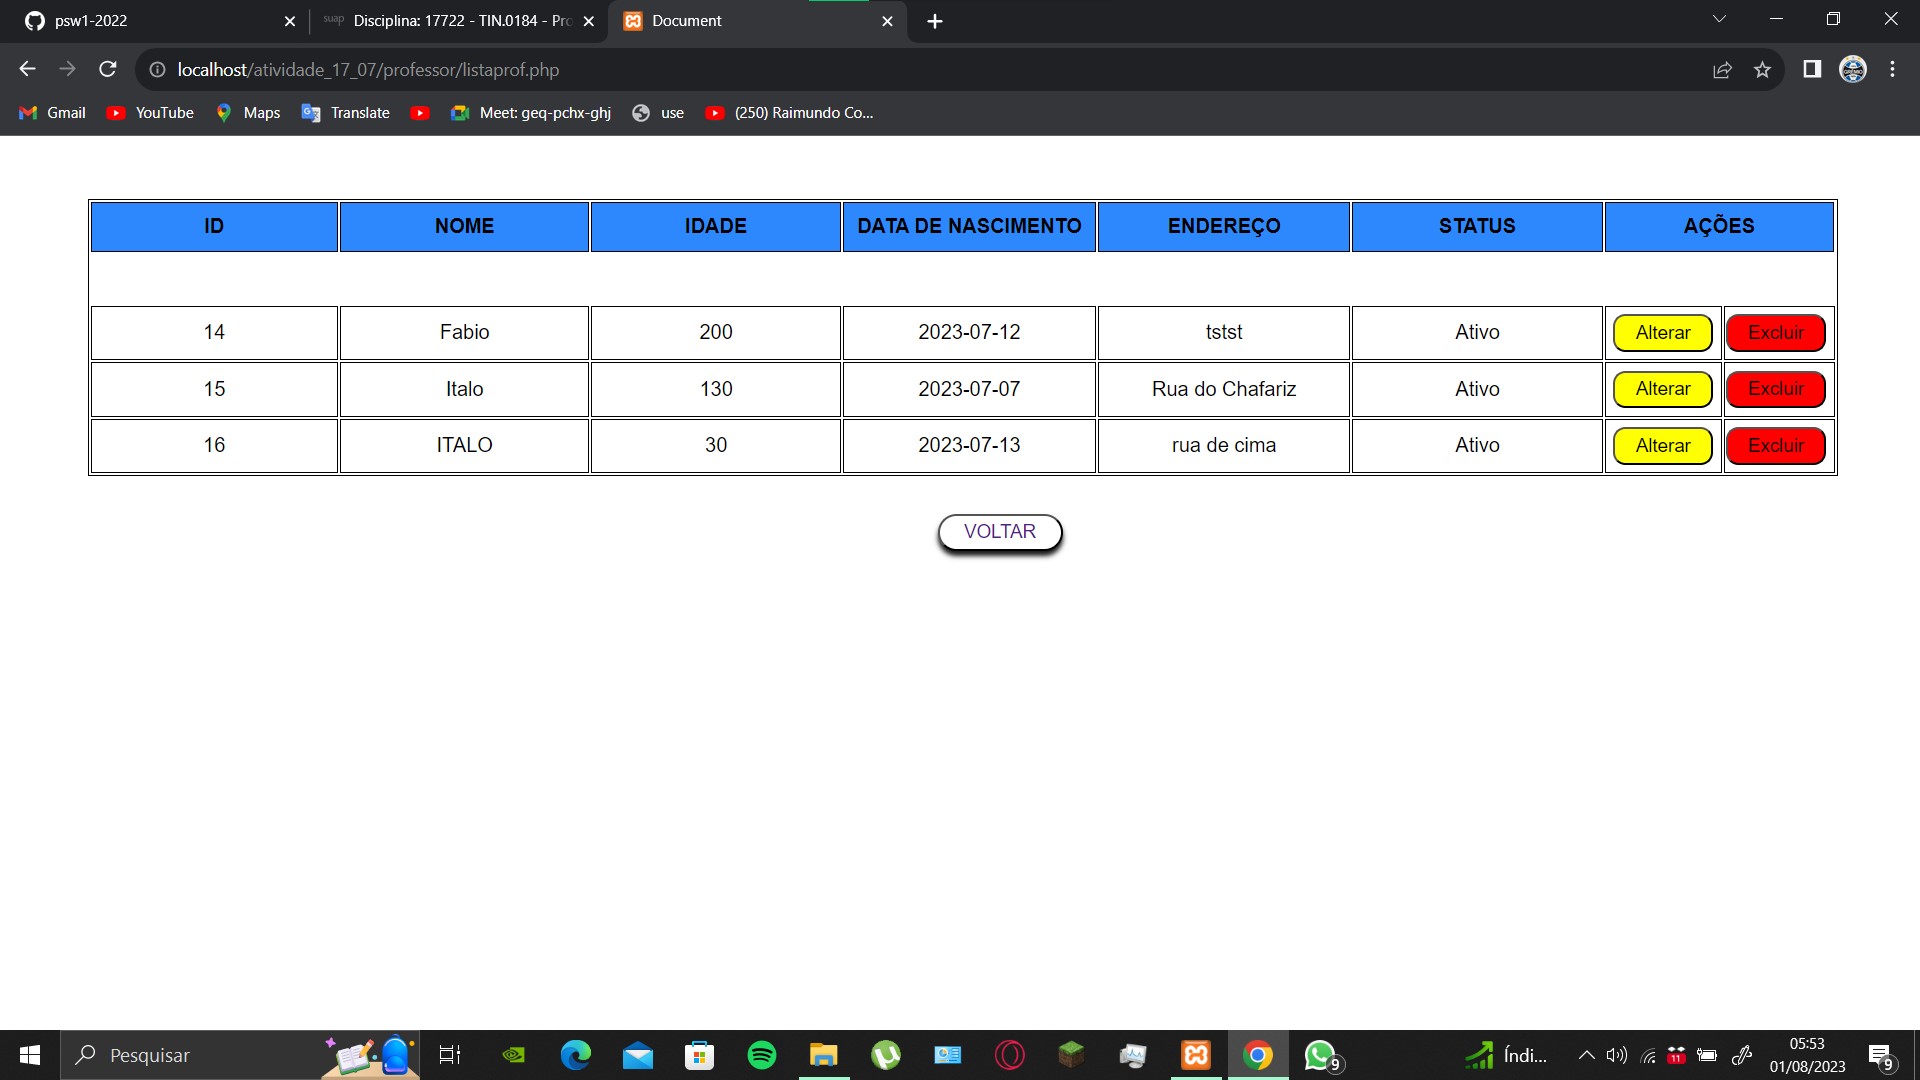 psw1-2022
suap Disciplina: 17722 - TIN.0184 - Pro
Document
localhost/atividade_17_07/professor/listaprof.php
Gmail YouTube Maps Translate Meet: geq-pchx-ghj use (250) Raimundo Co...
ID NOME IDADE DATA DE NASCIMENTO ENDEREÇO STATUS AÇÕES
14 Fabio 200 2023-07-12 tstst Ativo Alterar Excluir
15 Italo 130 2023-07-07 Rua do Chafariz Ativo Alterar Excluir
16 ITALO 30 2023-07-13 rua de cima Ativo Alterar Excluir
VOLTAR
Pesquisar
9
Índi...
11
05:53
01/08/2023
9